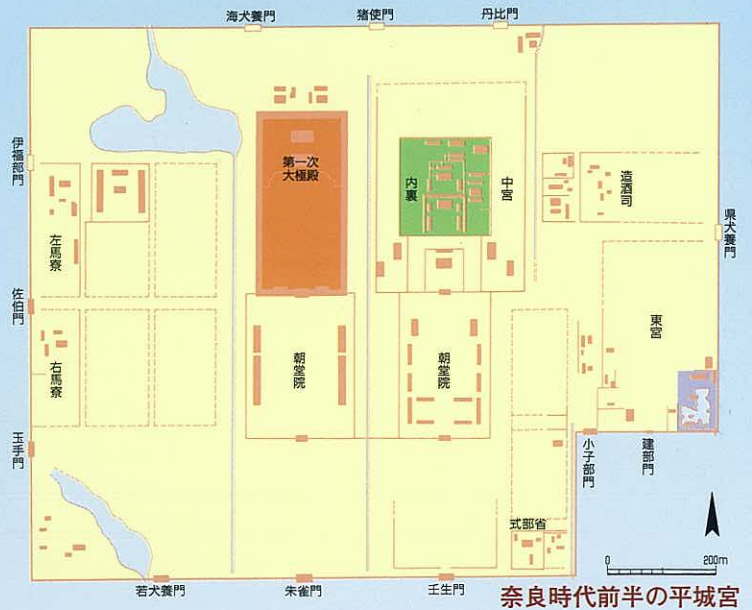 海犬養門
猪使門
丹比門
伊福部門
第一次
大極殿
内裏
中宮
造酒司
県犬養門
左馬寮
佐伯門
右馬寮
朝堂院
朝堂院
東宮
玉手門
小子部門
建部門
式部省
0
200m
若犬養門
朱雀門
壬生門
奈良時代前半の平城宮